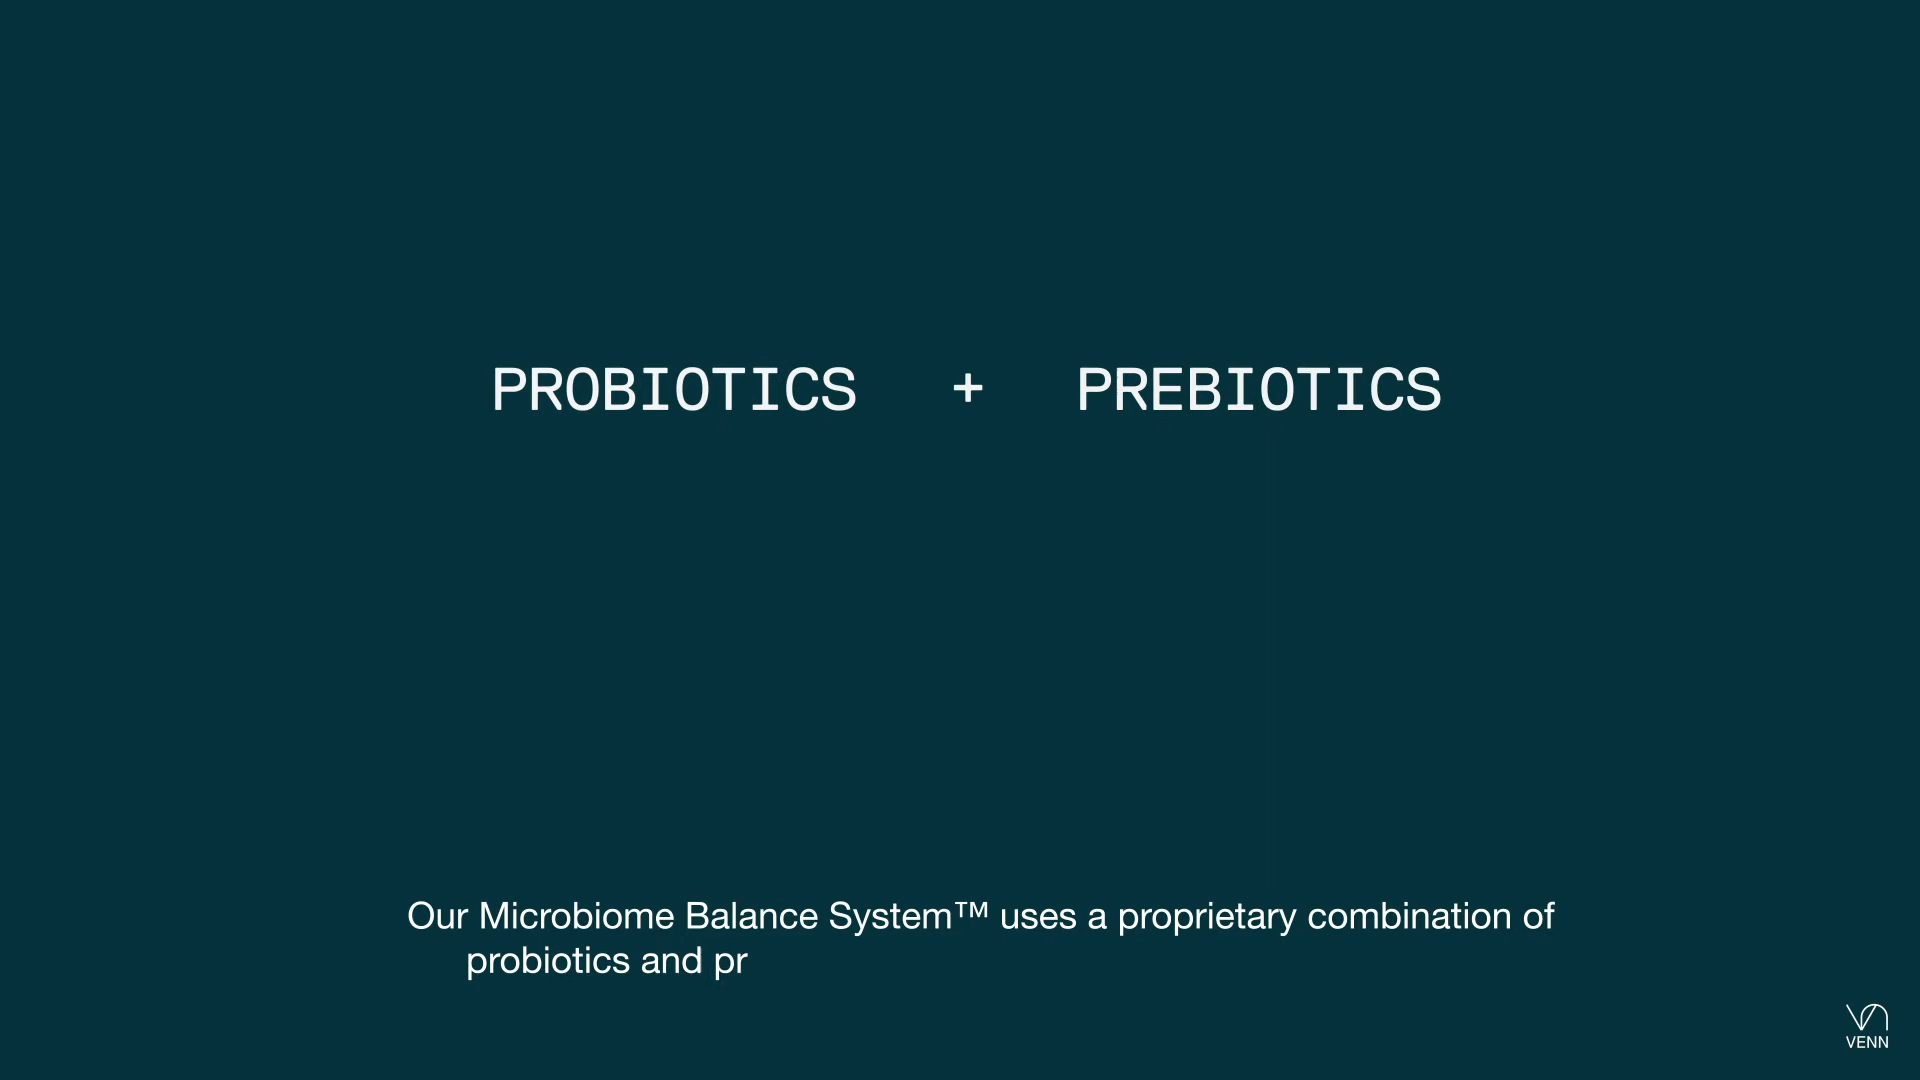 PROBIOTICS + PREBIOTICS
Our Microbiome Balance System™ uses a proprietary combination of
probiotics and pr
VENN